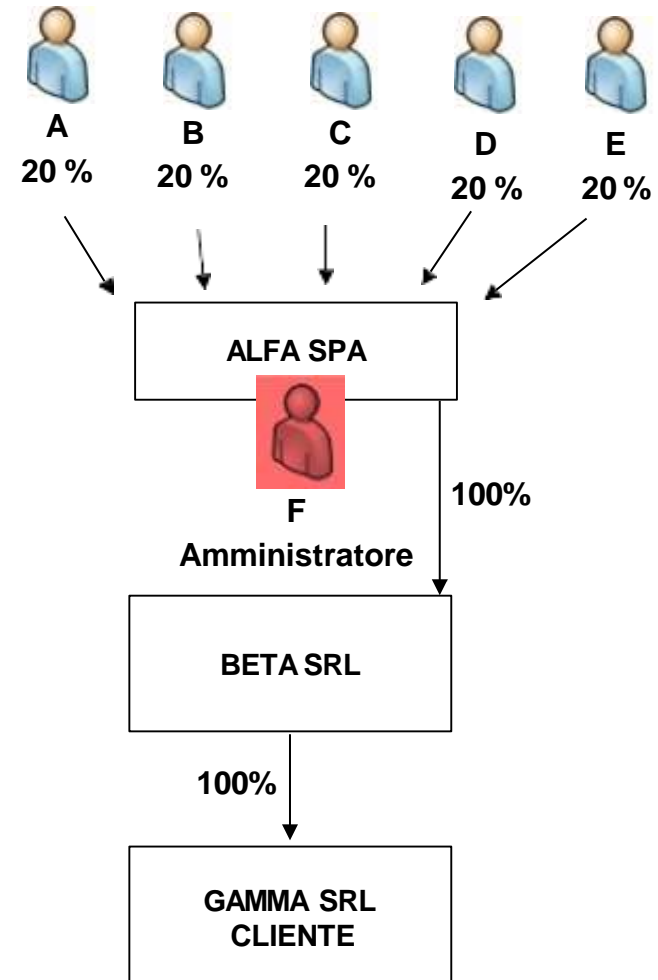 A B C D E
20 % 20 % 20 % 20 % 20 %
ALFA SPA
F
100%
Amministratore
BETA SRL
100%
GAMMA SRL
CLIENTE